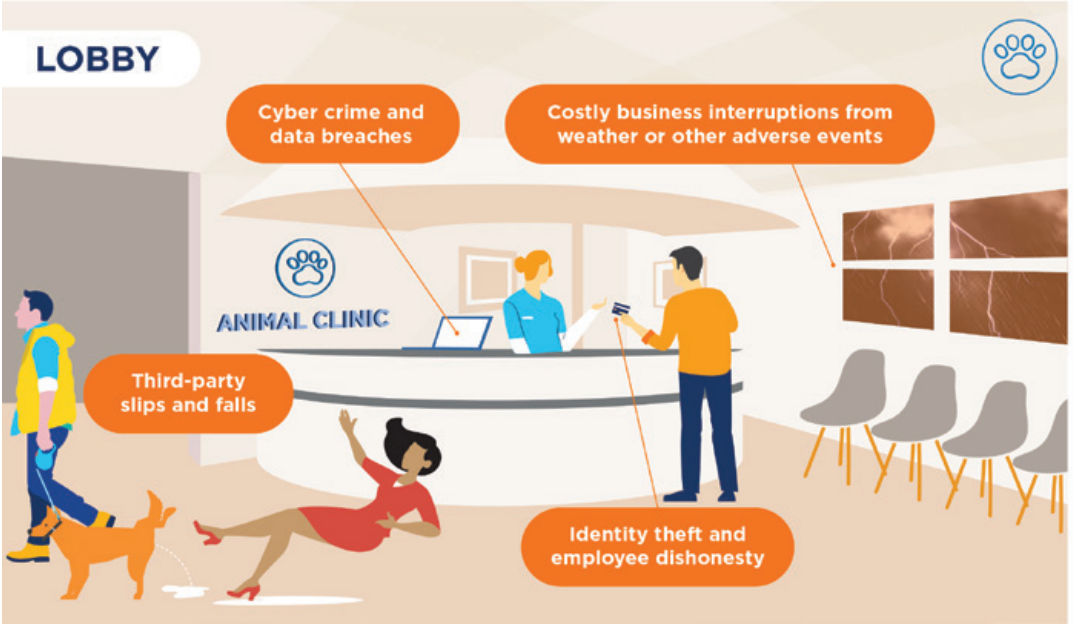 LOBBY
Cyber crime and
data breaches
Costly business interruptions from
weather or other adverse events
ANIMAL CLINIC
Third-party
slips and falls
Identity theft and
employee dishonesty